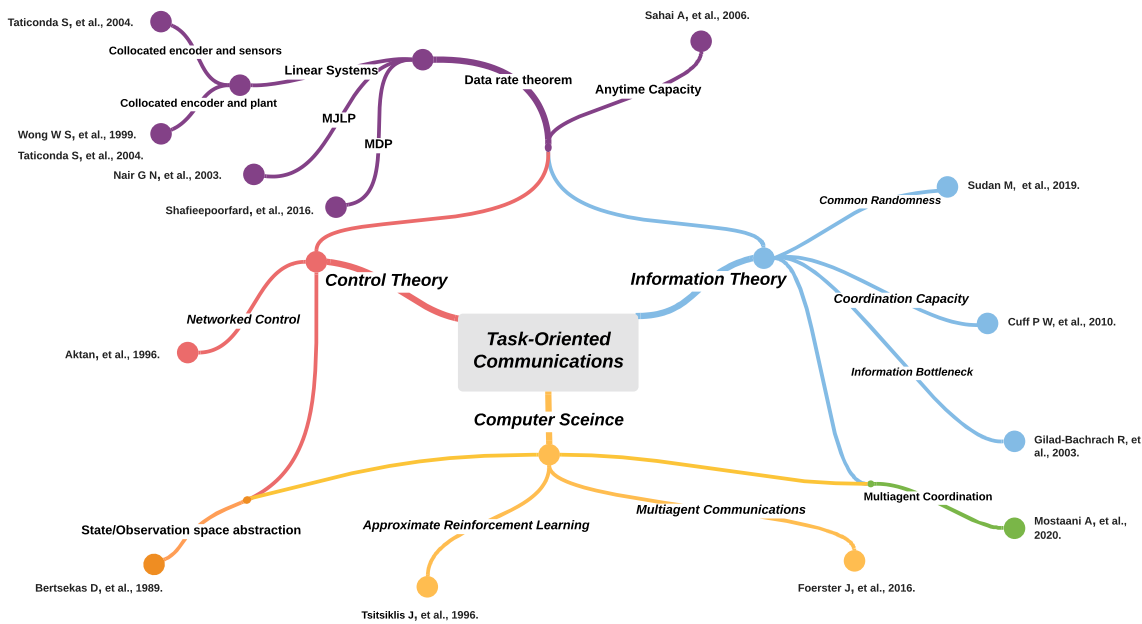 Sahai A, et al., 2006.
Taticonda S, et al., 2004.
Collocated encoder and sensors
Linear Systems
Data rate theorem
Anytime Capacity
Collocated encoder and plant
MJLP
Wong W S, et al., 1999.
Taticonda S, et al., 2004.
MDP
Nair G N, et al., 2003.
Shafieepoorfard, et al., 2016.
Sudan M,  et al., 2019.
Common Randomness
Control Theory
Information Theory
Coordination Capacity
Networked Control
Cuff P W, et al., 2010.
Task-Oriented
Communications
Aktan, et al., 1996.
Information Bottleneck
Computer Sceince
Gilad-Bachrach R, et
al., 2003.
Multiagent Coordination
Multiagent Communications
Approximate Reinforcement Learning
State/Observation space abstraction
Mostaani A, et al.,
2020.
Bertsekas D, et al., 1989.
Foerster J, et al., 2016.
Tsitsiklis J, et al., 1996.